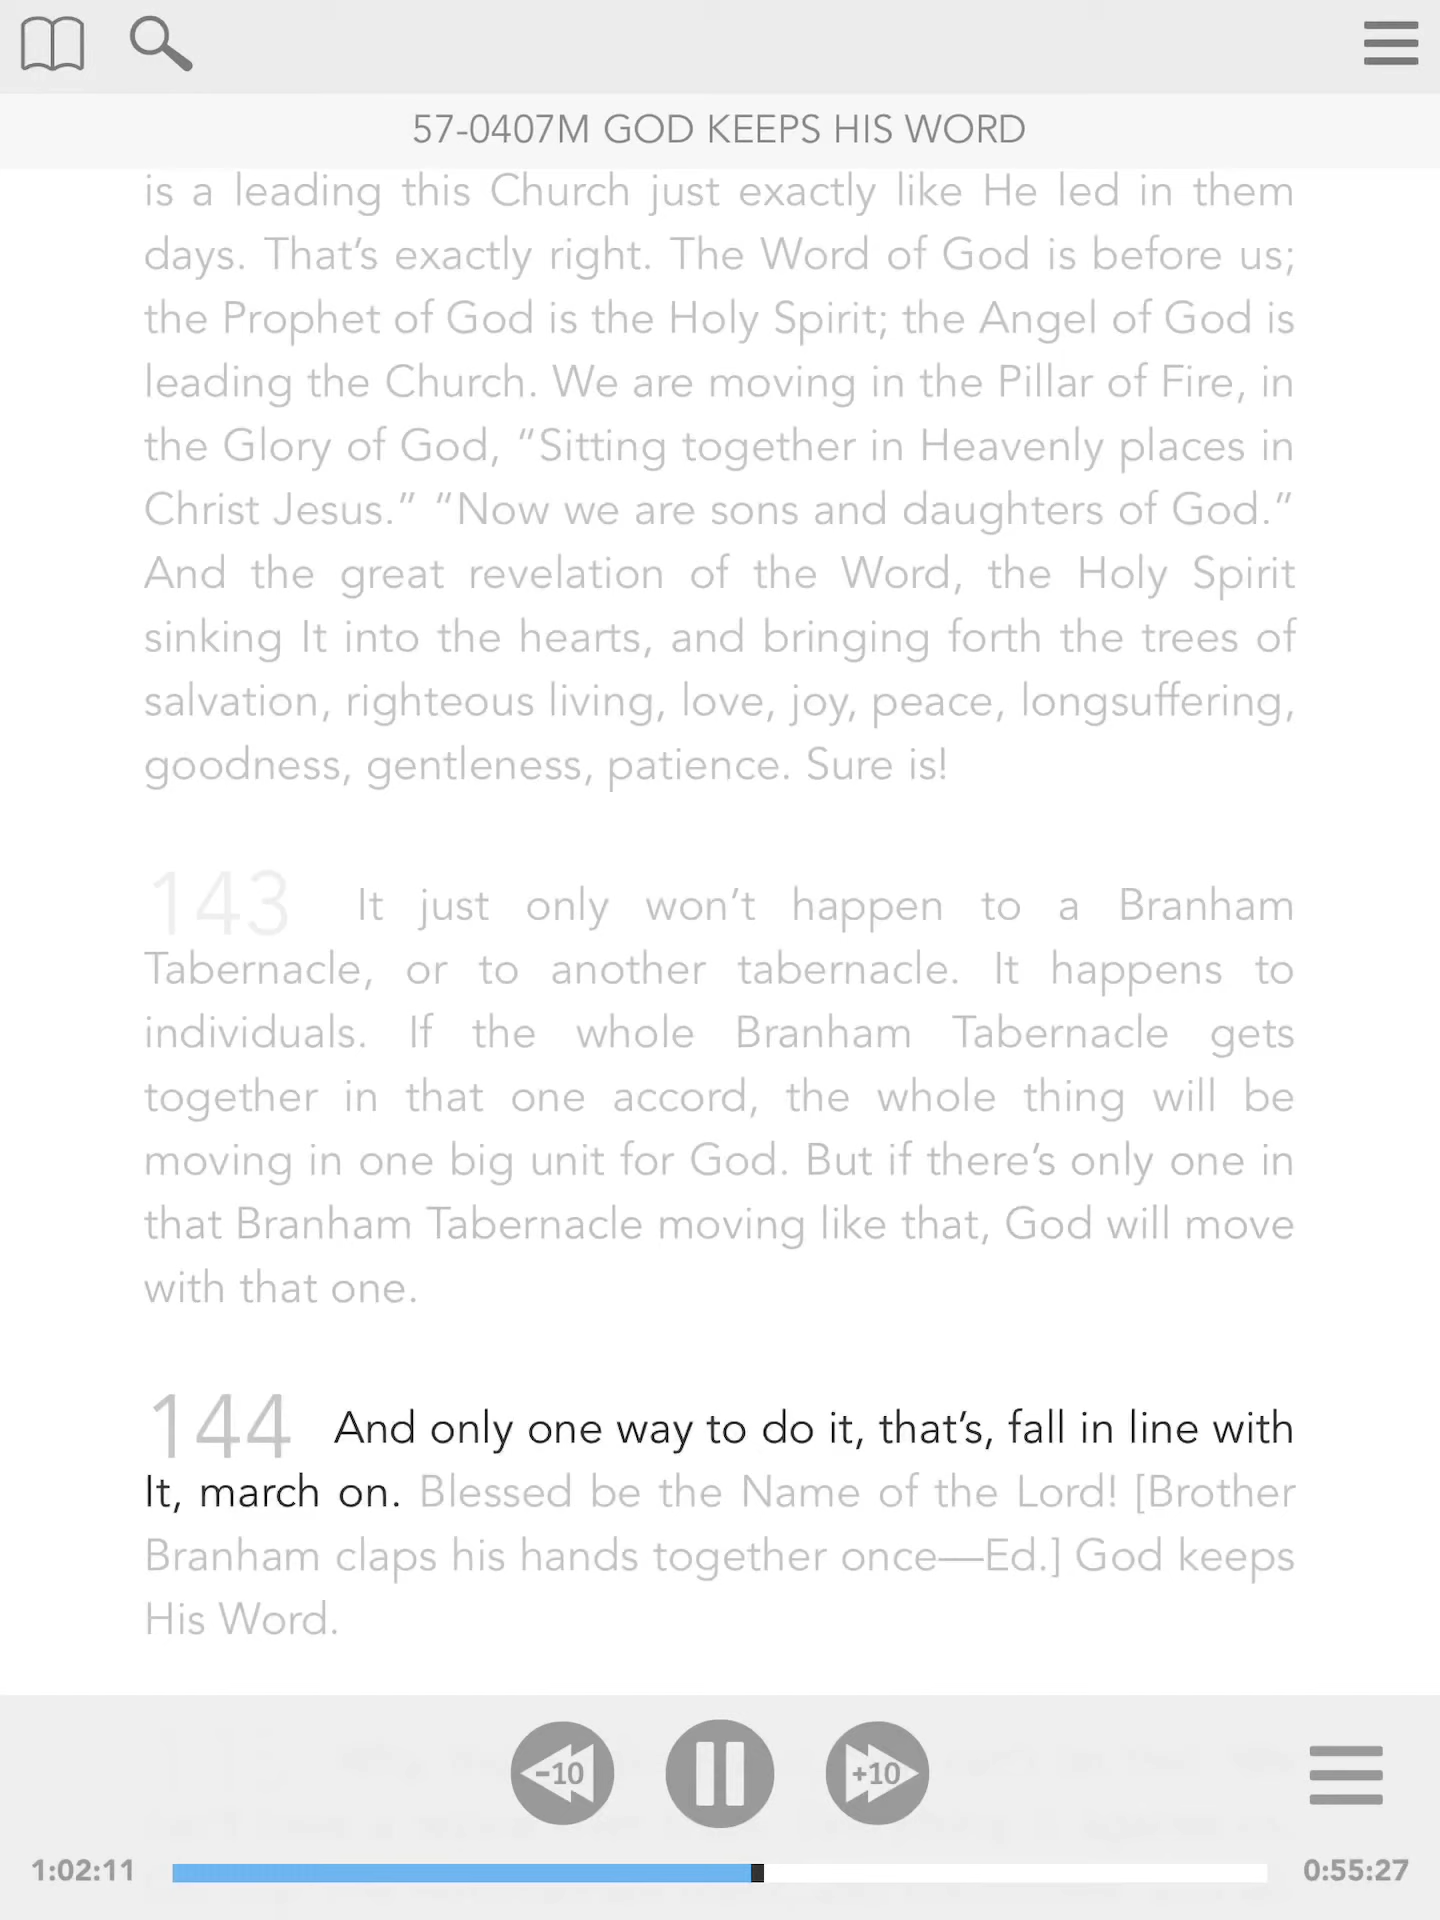 57-0407M GOD KEEPS HIS WORD
is a leading this Church just exactly like He led in them
days. That’s exactly right. The Word of God is before us;
the Prophet of God is the Holy Spirit; the Angel of God is
leading the Church. We are moving in the Pillar of Fire, in
the Glory of God, “Sitting together in Heavenly places in
Christ Jesus.” “Now we are sons and daughters of God.”
And the great revelation of the Word, the Holy Spirit
sinking It into the hearts, and bringing forth the trees of
salvation, righteous living, love, joy, peace, longsuffering,
goodness, gentleness, patience. Sure is!
143 It just only won’t happen to a Branham
Tabernacle, or to another tabernacle. It happens to
individuals. If the whole Branham Tabernacle gets
together in that one accord, the whole thing will be
moving in one big unit for God. But if there’s only one in
that Branham Tabernacle moving like that, God will move
with that one.
144 And only one way to do it, that’s, fall in line with
It, march on. Blessed be the Name of the Lord! [Brother
Branham claps his hands together once—Ed.] God keeps
His Word.
-10 +10
1:02:11 0:55:27